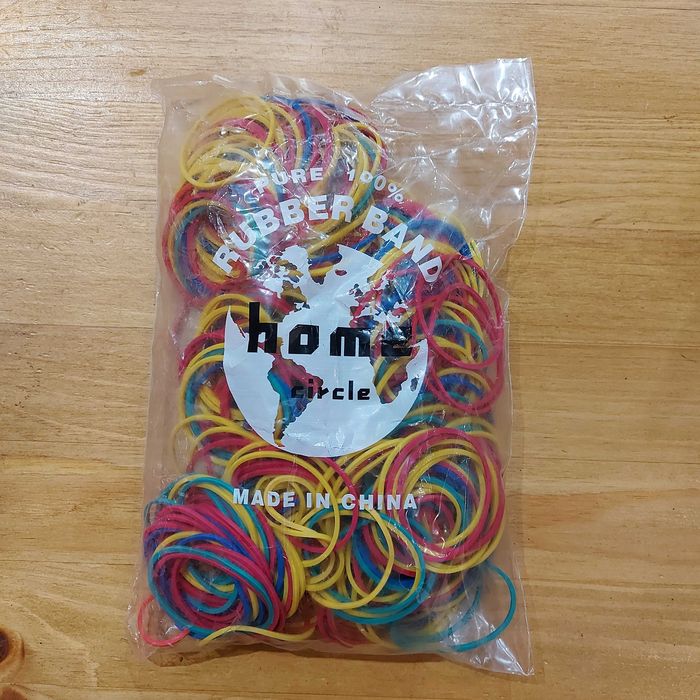 PURE 100%
RUBBER BAND
home
circle
MADE IN CHINA